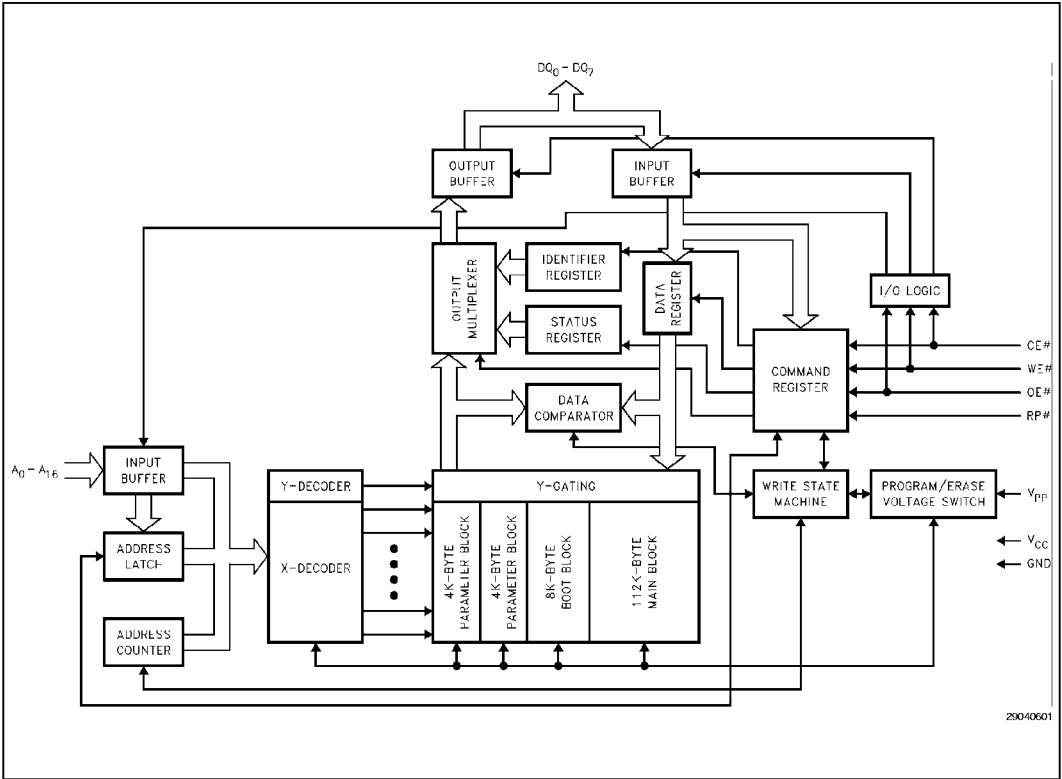 DQ0 – DQ7
OUTPUT
BUFFER
INPUT
BUFFER
OUTPUT
MULTIPLEXER
IDENTIFIER
REGISTER
DATA
REGISTER
I/O LOGIC
STATUS
REGISTER
COMMAND
REGISTER
CE#
WE#
OE#
RP#
DATA
COMPARATOR
A0 – A16
INPUT
BUFFER
Y-DECODER
Y-GATING
WRITE STATE
MACHINE
PROGRAM/ERASE
VOLTAGE SWITCH
VPP
ADDRESS
LATCH
X-DECODER
4K-BYTE
PARAMETER BLOCK
4K-BYTE
PARAMETER BLOCK
8K-BYTE
BOOT BLOCK
112K-BYTE
MAIN BLOCK
VCC
GND
ADDRESS
COUNTER
29040601